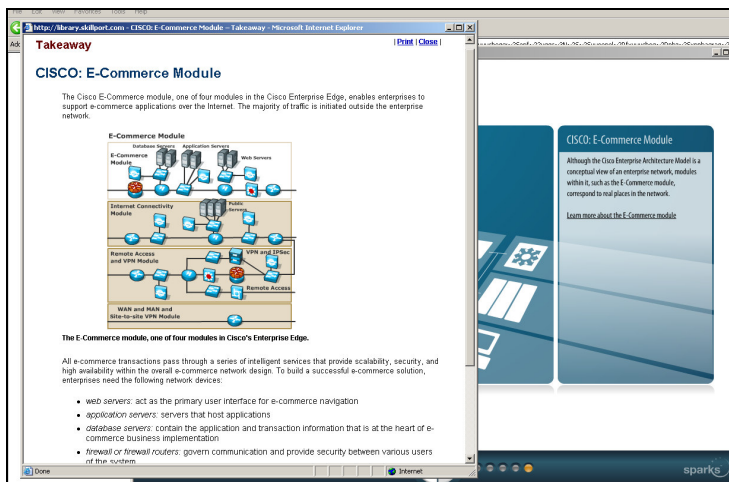 File Edit View Favorites Tools Help
http://library.skillport.com - CISCO: E-Commerce Module – Takeaway - Microsoft Internet Explorer
Takeaway
| Print | Close |
CISCO: E-Commerce Module
The Cisco E-Commerce module, one of four modules in the Cisco Enterprise Edge, enables enterprises to
support e-commerce applications over the Internet. The majority of traffic is initiated outside the enterprise
network.
E-Commerce Module
Database Servers Application Servers
E-Commerce
Module
Web Servers
Internet Connectivity
Module
Public
Servers
Remote Access
and VPN Module
VPN and IPSec
Remote Access
WAN and MAN and
Site-to-site VPN Module
The E-Commerce module, one of four modules in Cisco's Enterprise Edge.
All e-commerce transactions pass through a series of intelligent services that provide scalability, security, and
high availability within the overall e-commerce network design. To build a successful e-commerce solution,
enterprises need the following network devices:
• web servers: act as the primary user interface for e-commerce navigation
• application servers: servers that host applications
• database servers: contain the application and transaction information that is at the heart of e-
commerce business implementation
• firewall or firewall routers: govern communication and provide security between various users
of the system
Done
Internet
CISCO: E-Commerce Module
Although the Cisco Enterprise Architecture Model is a
conceptual view of an enterprise network, modules
within it, such as the E-Commerce module,
correspond to real places in the network.
Learn more about the E-Commerce module
sparks